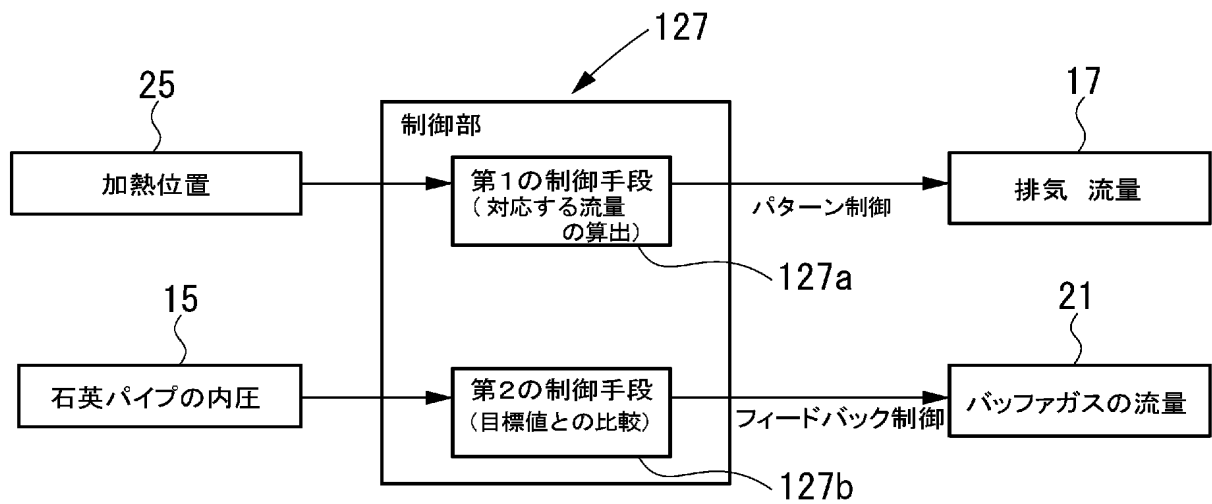 127
25
17
制御部
加熱位置
第1の制御手段
(対応する流量
の算出)
パターン制御
排気 流量
127a
15
21
石英パイプの内圧
第2の制御手段
(目標値との比較)
フィードバック制御
バッファガスの流量
127b